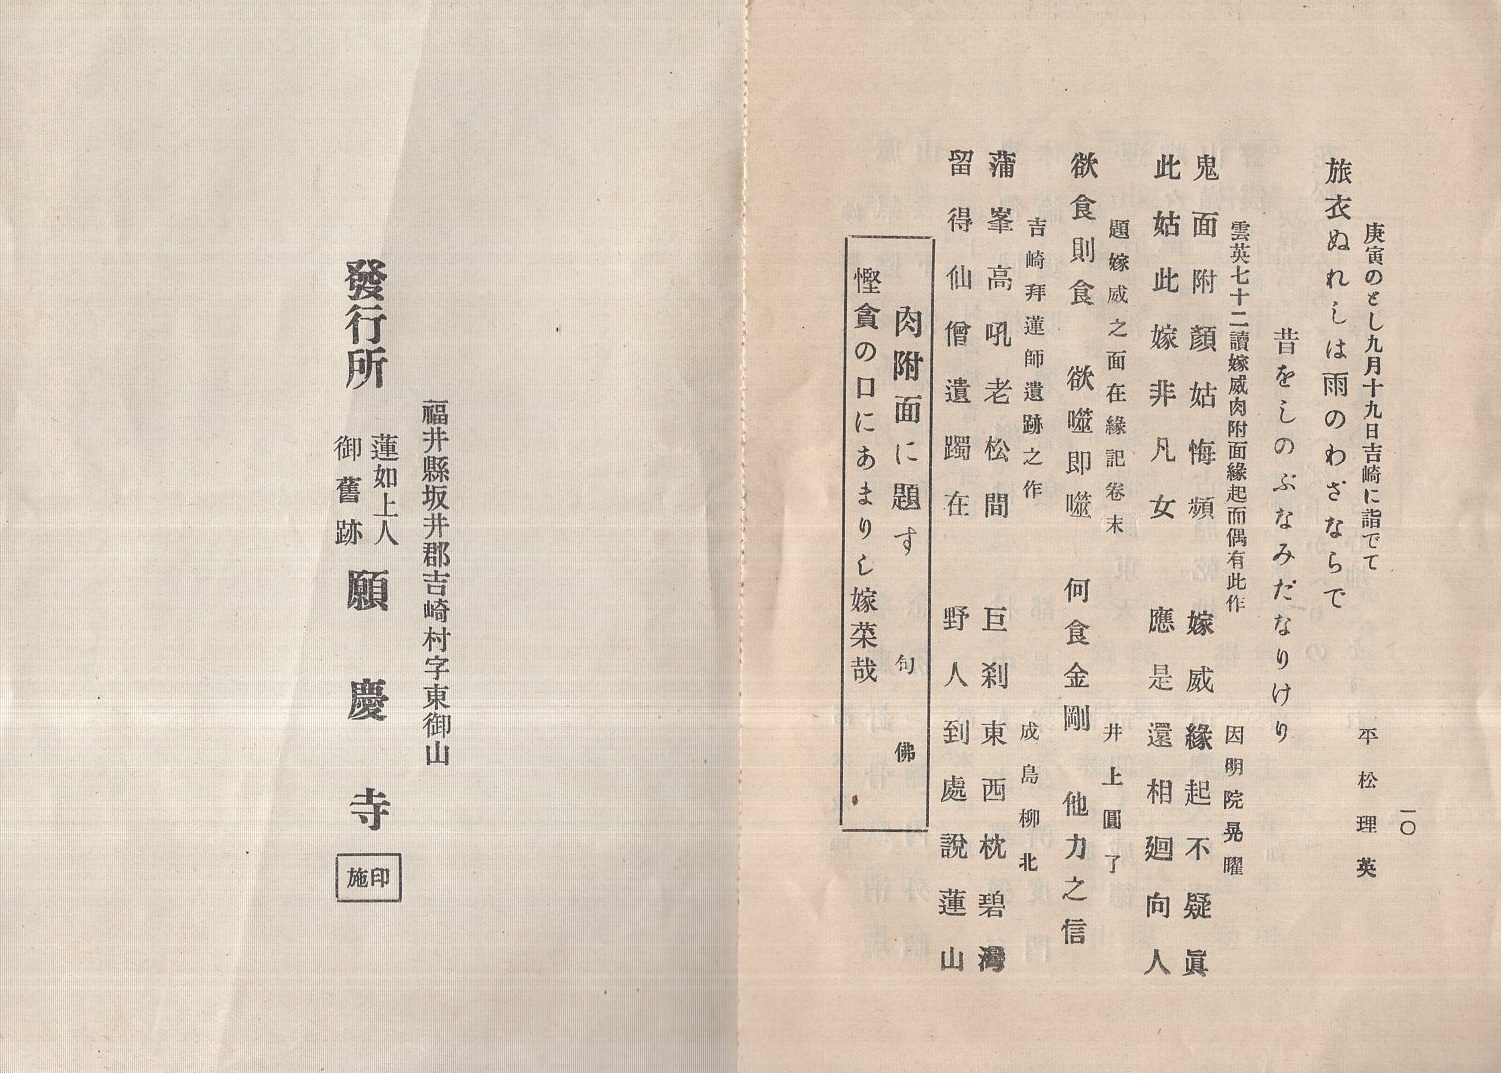 一〇
庚寅のとし九月十九日吉崎に詣でて
平松理英
旅衣ぬれしは雨のわざならで
昔をしのぶなみだなりけり
雲英七十二讀嫁威肉附面緣起而偶有此作
因明院晃曜
鬼面附顏姑悔頻 嫁威緣起不疑眞
此姑此嫁非凡女 應是還相廻向人
題嫁威之面在緣記卷末
井上圓了
欲食則食 欲噬即噬 何食金剛 他力之信
吉崎拜蓮師遺跡之作
成島柳北
蒲峯高吼老松間 巨刹東西枕碧灣
留得仙僧遺躅在 野人到處說蓮山
肉附面に題す
句佛
慳貪の口にあまりし嫁菜哉
福井縣坂井郡吉崎村字東御山
發行所
蓮如上人
御舊跡
願慶寺
施印